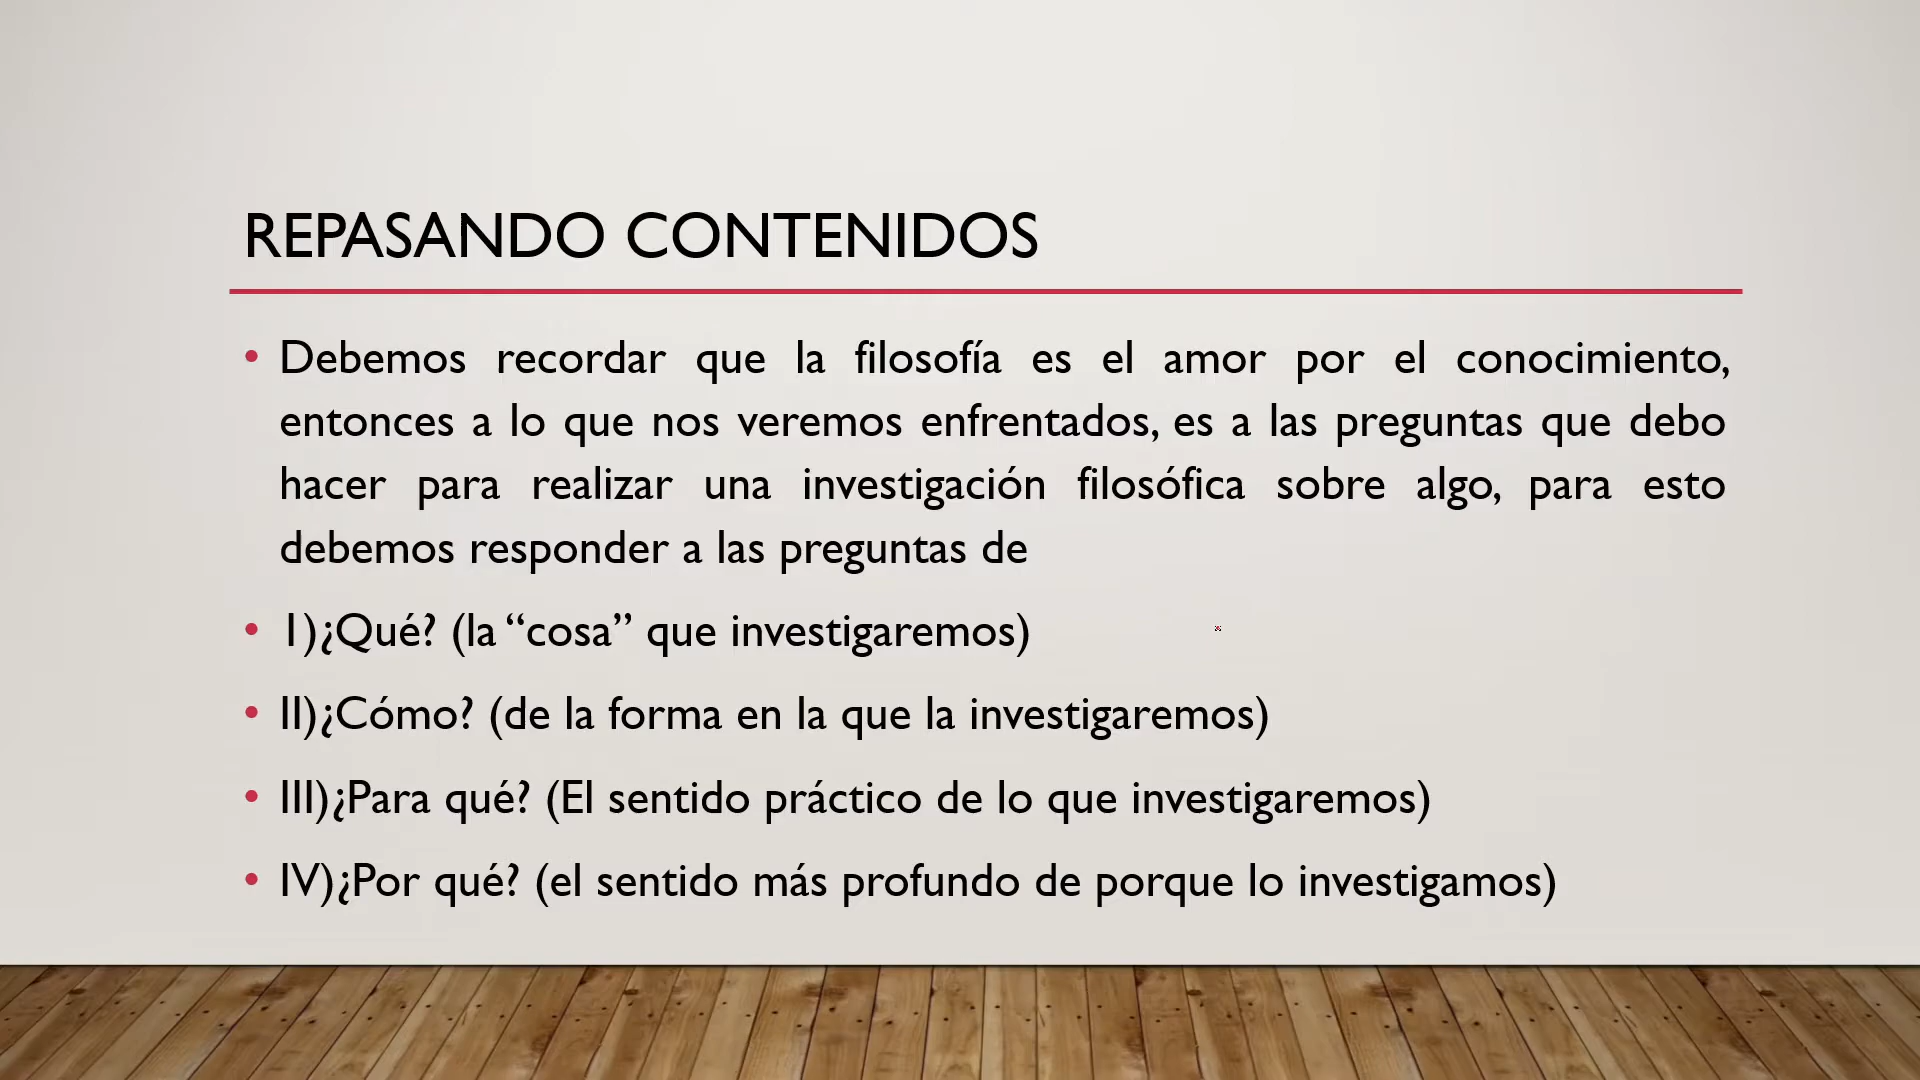 REPASANDO CONTENIDOS
• Debemos recordar que la filosofía es el amor por el conocimiento,
entonces a lo que nos veremos enfrentados, es a las preguntas que debo
hacer para realizar una investigación filosófica sobre algo, para esto
debemos responder a las preguntas de
• 1)¿Qué? (la “cosa” que investigaremos)
• II)¿Cómo? (de la forma en la que la investigaremos)
• III)¿Para qué? (El sentido práctico de lo que investigaremos)
• IV)¿Por qué? (el sentido más profundo de porque lo investigamos)